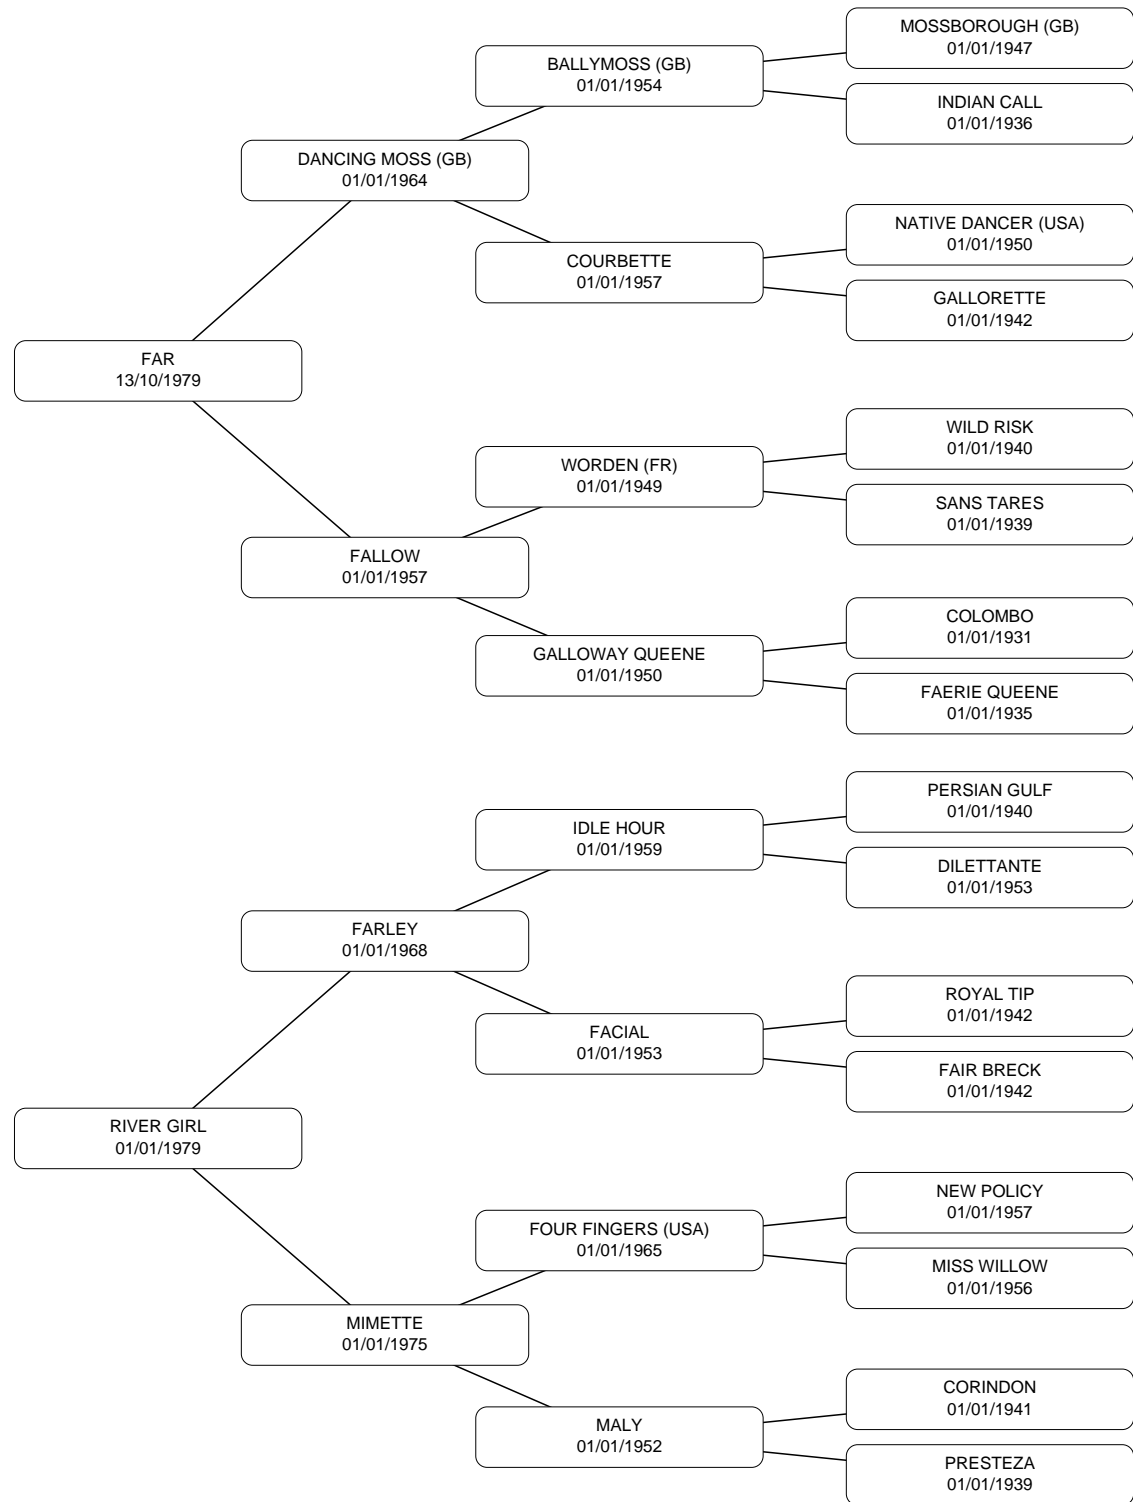 MOSSBOROUGH (GB)
01/01/1947
BALLYMOSS (GB)
01/01/1954
INDIAN CALL
01/01/1936
DANCING MOSS (GB)
01/01/1964
NATIVE DANCER (USA)
01/01/1950
COURBETTE
01/01/1957
GALLORETTE
01/01/1942
FAR
13/10/1979
WILD RISK
01/01/1940
WORDEN (FR)
01/01/1949
SANS TARES
01/01/1939
FALLOW
01/01/1957
COLOMBO
01/01/1931
GALLOWAY QUEENE
01/01/1950
FAERIE QUEENE
01/01/1935
PERSIAN GULF
01/01/1940
IDLE HOUR
01/01/1959
DILETTANTE
01/01/1953
FARLEY
01/01/1968
ROYAL TIP
01/01/1942
FACIAL
01/01/1953
FAIR BRECK
01/01/1942
RIVER GIRL
01/01/1979
NEW POLICY
01/01/1957
FOUR FINGERS (USA)
01/01/1965
MISS WILLOW
01/01/1956
MIMETTE
01/01/1975
CORINDON
01/01/1941
MALY
01/01/1952
PRESTEZA
01/01/1939